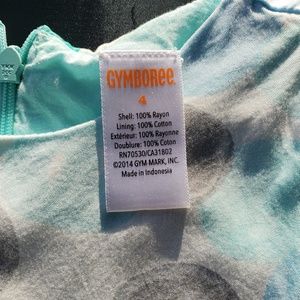 GYMBOREE
4
Shell: 100% Rayon
Lining: 100% Cotton
Extérieur: 100% Rayonne
Doublure: 100% Coton
RN70530/CA31802
©2014 GYM-MARK, INC.
Made in Indonesia